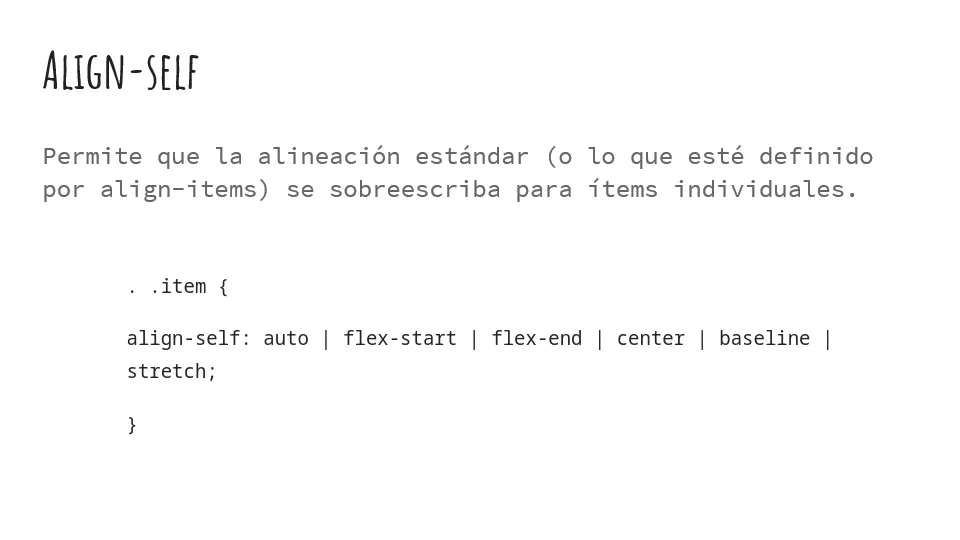 Align-self
Permite que la alineación estándar (o lo que esté definido
por align-items) se sobreescriba para ítems individuales.
. .item {
align-self: auto | flex-start | flex-end | center | baseline |
stretch;
}